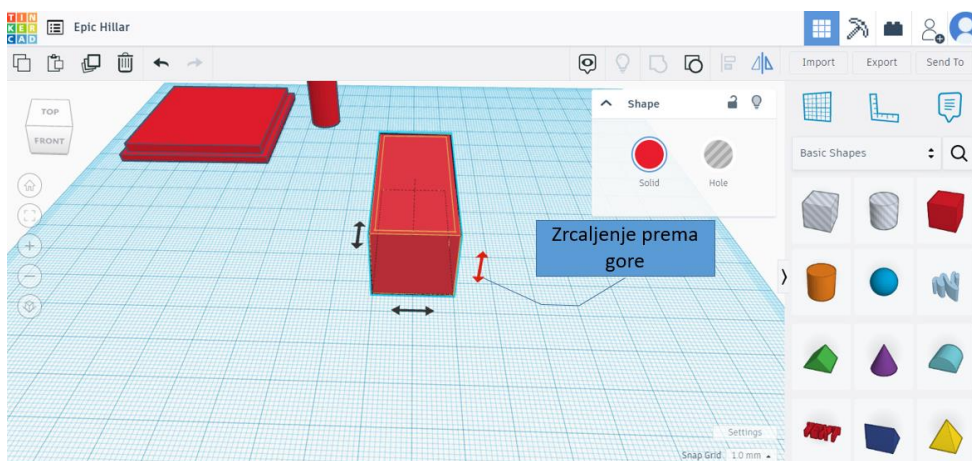 TIN
KER
CAD
Epic Hillar
Import
Export
Send To
TOP
FRONT
Shape
Solid
Hole
Basic Shapes
Zrcaljenje prema
gore
TEXT
Settings
Snap Grid 1.0 mm